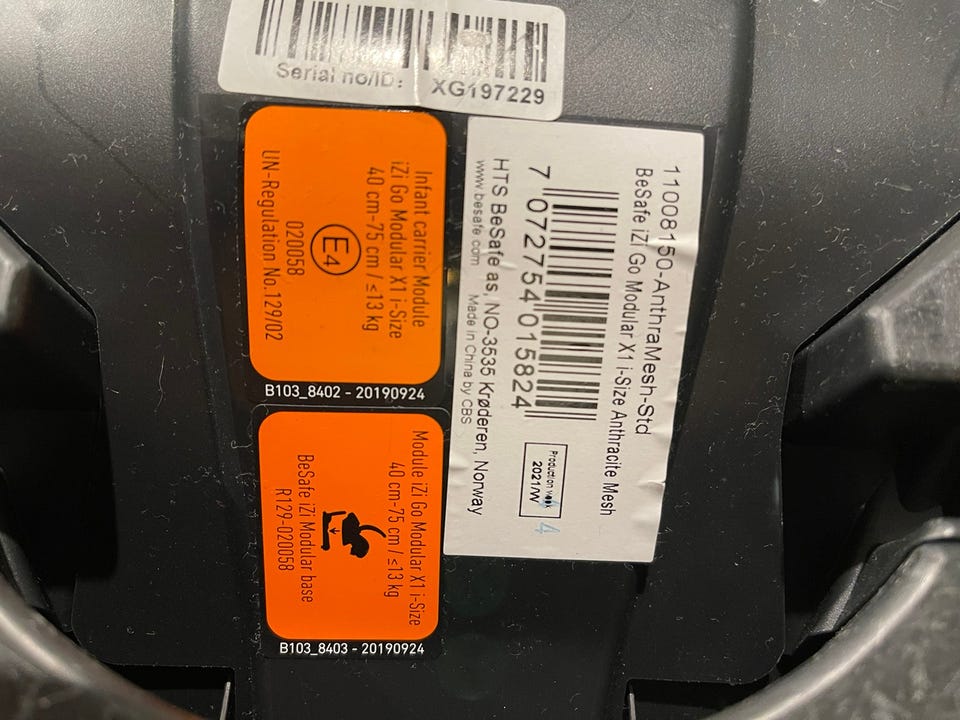 Serial no/ID: XG197229
Infant carrier Module
iZi Go Modular X1 i-Size
40 cm-75 cm / ≤13 kg
E4
020058
UN-Regulation No.129/02
B103_8402 - 20190924
11008150-AnthraMesh-Std
BeSafe iZi Go Modular X1 i-Size Anthracite Mesh
7 072754 015824
HTS BeSafe as, NO-3535 Krøderen, Norway
www.besafe.com Made in China by CBS
Production week
2021/W
4
Module iZi Go Modular X1 i-Size
40 cm-75 cm / ≤13 kg
BeSafe iZi Modular base
R129-020058
B103_8403 - 20190924